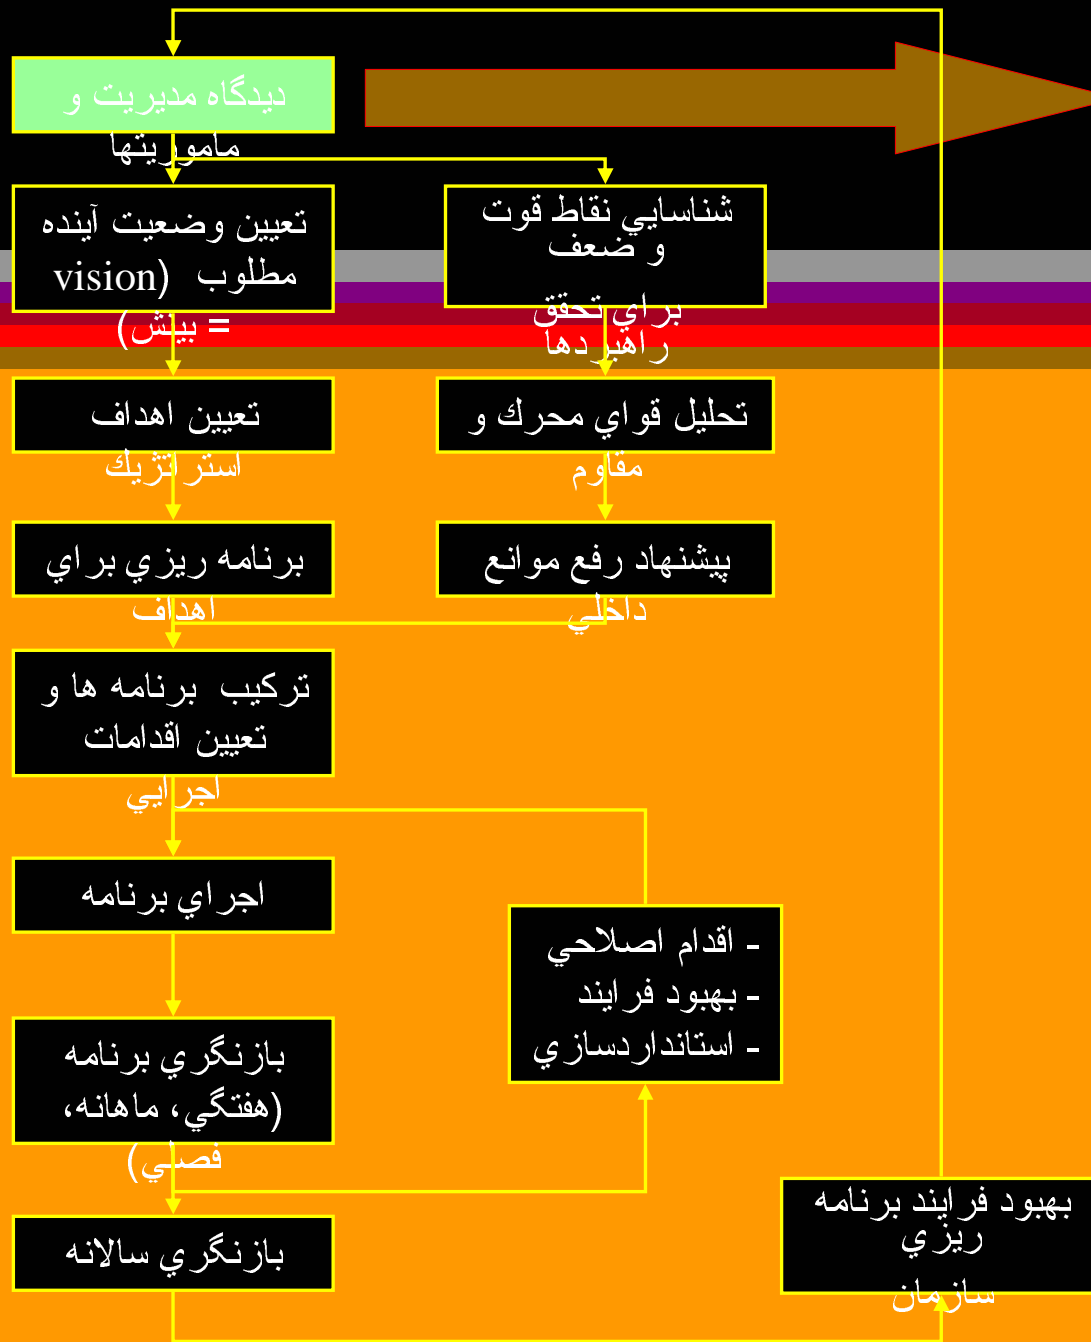 ديدگاه مديريت و
ماموريتها
تعيين وضعيت آينده
مطلوب (vision
= بينش)
شناسايي نقاط قوت
و ضعف
براي تحقق
راهبردها
تعيين اهداف
استراتژيك
تحليل قواي محرك و
مقاوم
برنامه ريزي براي
اهداف
پيشنهاد رفع موانع
داخلي
تركيب برنامه ها و
تعيين اقدامات
اجرايي
اجراي برنامه
- اقدام اصلاحي
- بهبود فرايند
- استانداردسازي
بازنگري برنامه
(هفتگي، ماهانه،
فصلي)
بازنگري سالانه
بهبود فرايند برنامه
ريزي
سازمان